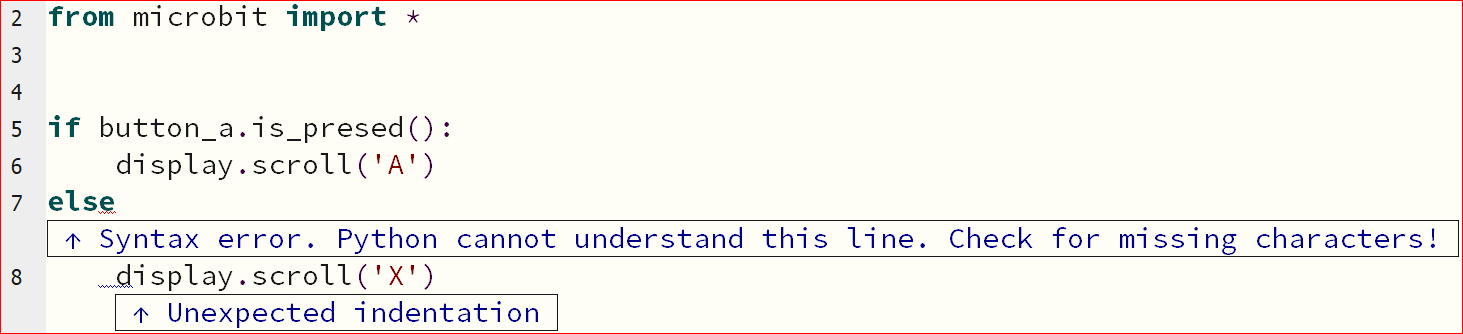 2 from microbit import *
3
4
5 if button_a.is_presed():
6     display.scroll('A')
7 else
↑ Syntax error. Python cannot understand this line. Check for missing characters!
8     display.scroll('X')
↑ Unexpected indentation